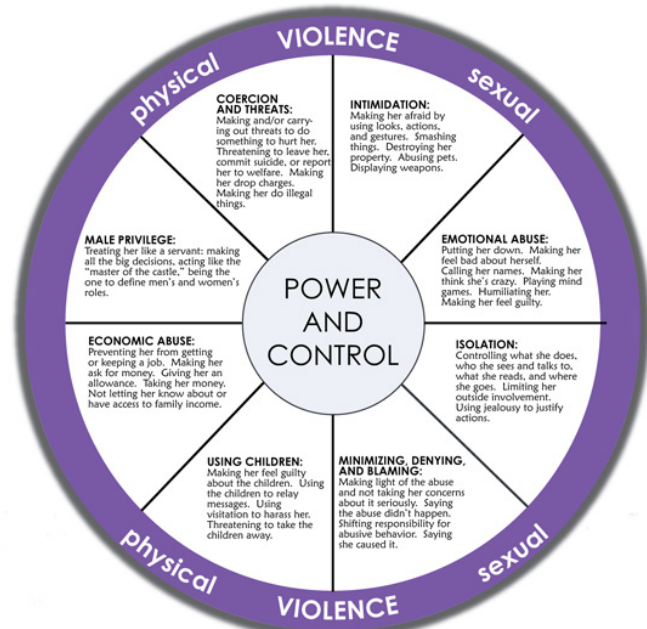 physical VIOLENCE sexual
COERCION
AND THREATS:
Making and/or carry-
ing out threats to do
something to hurt her.
Threatening to leave her,
commit suicide, or report
her to welfare. Making
her drop charges.
Making her do illegal
things.
INTIMIDATION:
Making her afraid by
using looks, actions,
and gestures. Smashing
things. Destroying her
property. Abusing pets.
Displaying weapons.
MALE PRIVILEGE:
Treating her like a servant: making
all the big decisions, acting like the
"master of the castle," being the
one to define men's and women's
roles.
EMOTIONAL ABUSE:
Putting her down. Making her
feel bad about herself.
Calling her names. Making her
think she's crazy. Playing mind
games. Humiliating her.
Making her feel guilty.
POWER
AND
CONTROL
ECONOMIC ABUSE:
Preventing her from getting
or keeping a job. Making her
ask for money. Giving her an
allowance. Taking her money.
Not letting her know about or
have access to family income.
ISOLATION:
Controlling what she does,
who she sees and talks to,
what she reads, and where
she goes. Limiting her
outside involvement.
Using jealousy to justify
actions.
USING CHILDREN:
Making her feel guilty
about the children. Using
the children to relay
messages. Using
visitation to harass her.
Threatening to take the
children away.
MINIMIZING, DENYING,
AND BLAMING:
Making light of the abuse
and not taking her concerns
about it seriously. Saying
the abuse didn't happen.
Shifting responsibility for
abusive behavior. Saying
she caused it.
physical VIOLENCE sexual